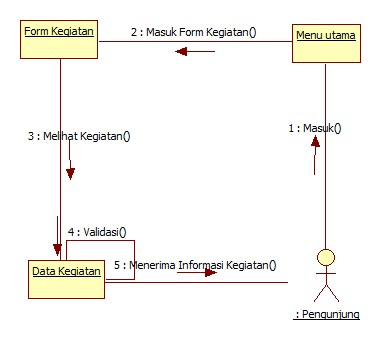 Form Kegiatan
2 : Masuk Form Kegiatan()
Menu utama
1 : Masuk()
3 : Melihat Kegiatan()
4 : Validasi()
Data Kegiatan
5 : Menerima Informasi Kegiatan()
: Pengunjung